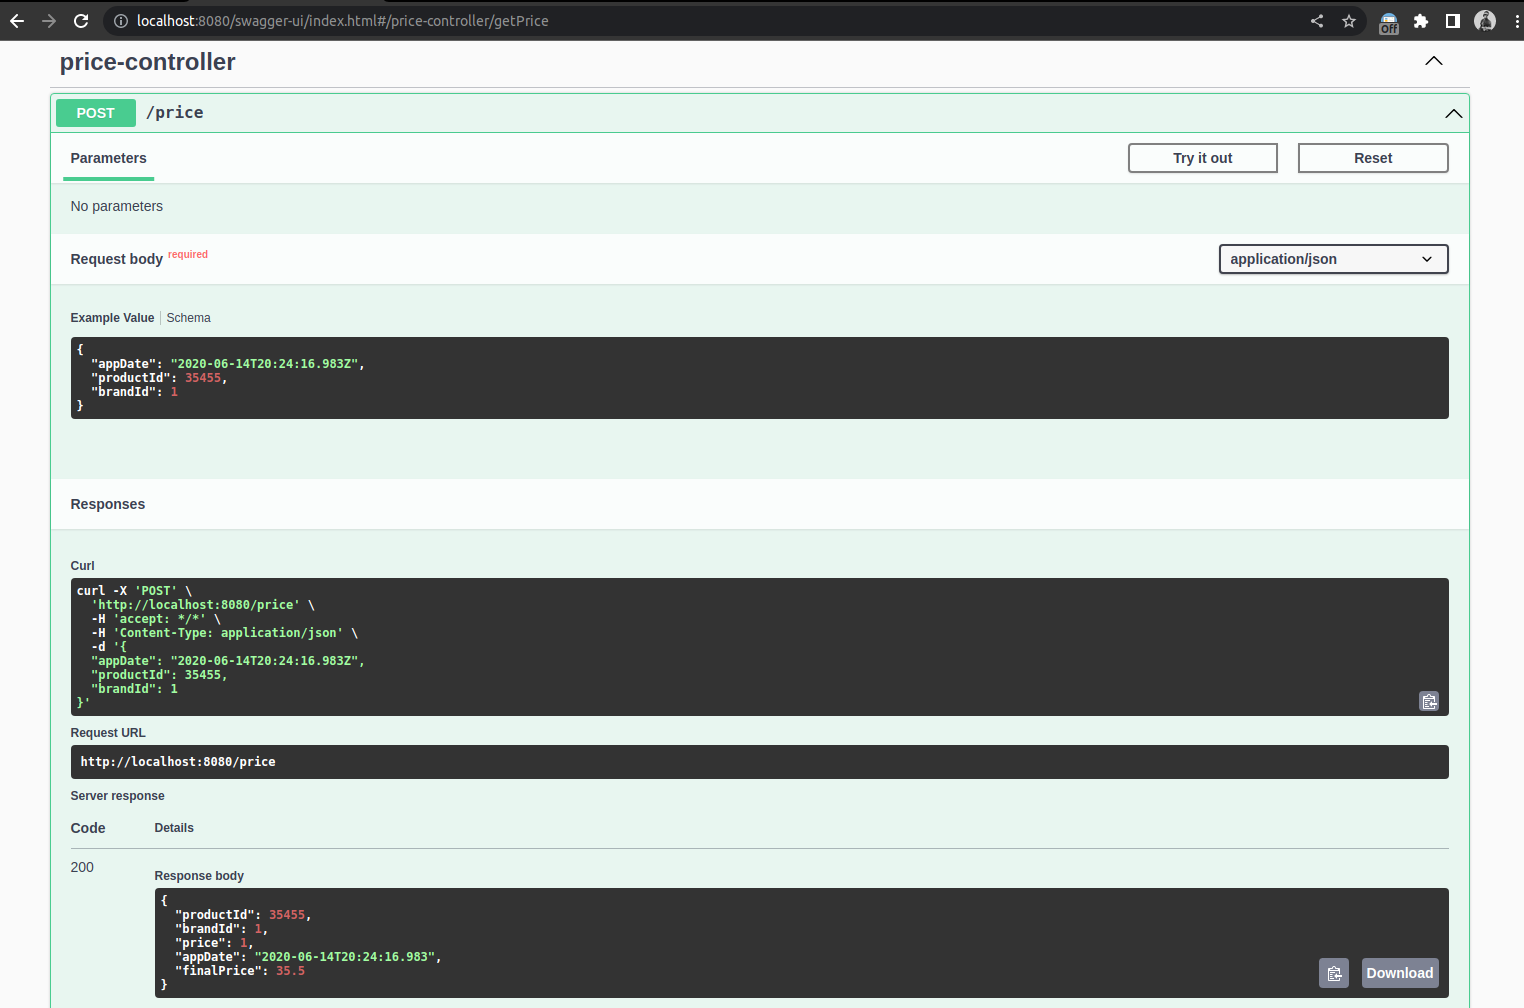 localhost:8080/swagger-ui/index.html#/price-controller/getPrice
Off
price-controller
POST /price
Parameters
Try it out
Reset
No parameters
Request body required
application/json
Example Value Schema
{
  "appDate": "2020-06-14T20:24:16.983Z",
  "productId": 35455,
  "brandId": 1
}
Responses
Curl
curl -X 'POST' \
  'http://localhost:8080/price' \
  -H 'accept: */*' \
  -H 'Content-Type: application/json' \
  -d '{
  "appDate": "2020-06-14T20:24:16.983Z",
  "productId": 35455,
  "brandId": 1
}'
Request URL
http://localhost:8080/price
Server response
Code Details
200
Response body
{
  "productId": 35455,
  "brandId": 1,
  "price": 1,
  "appDate": "2020-06-14T20:24:16.983",
  "finalPrice": 35.5
}
Download